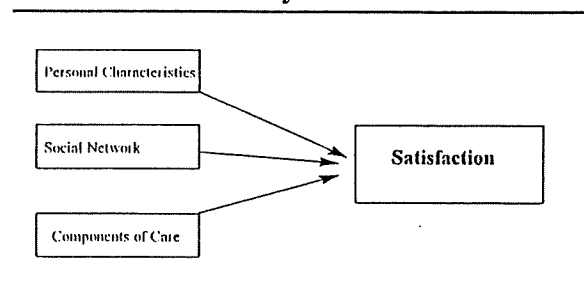 Personal Characteristics
Social Network
Satisfaction
Components of Care